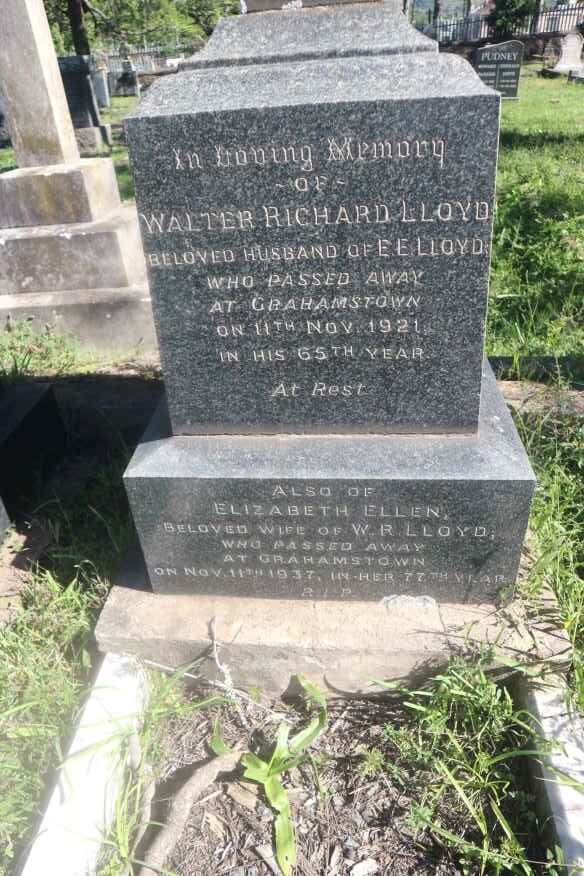 PUDNEY
In Loving Memory
~ OF ~
WALTER RICHARD LLOYD
BELOVED HUSBAND OF E.E. LLOYD,
WHO PASSED AWAY
AT GRAHAMSTOWN
ON 11TH NOV. 1921.
IN HIS 65TH YEAR
At Rest
ALSO OF
ELIZABETH ELLEN,
BELOVED WIFE OF W.R. LLOYD,
WHO PASSED AWAY
AT GRAHAMSTOWN
ON NOV. 11TH 1937, IN HER 77TH YEAR
R.I.P.